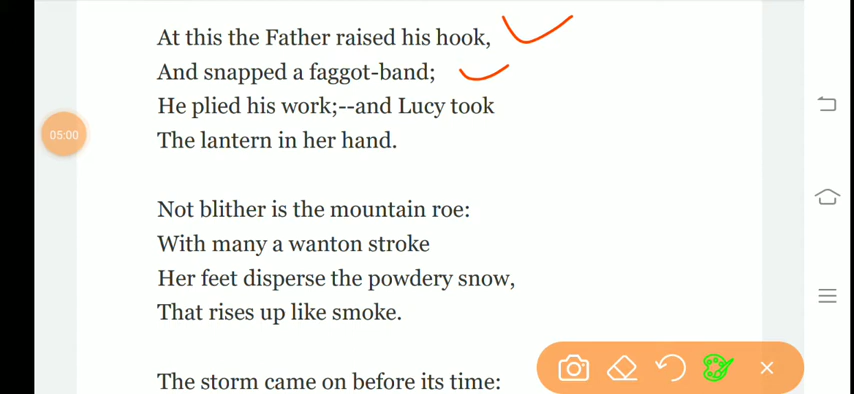 At this the Father raised his hook,
And snapped a faggot-band;
He plied his work;--and Lucy took
05:00
The lantern in her hand.
Not blither is the mountain roe:
With many a wanton stroke
Her feet disperse the powdery snow,
That rises up like smoke.
The storm came on before its time: